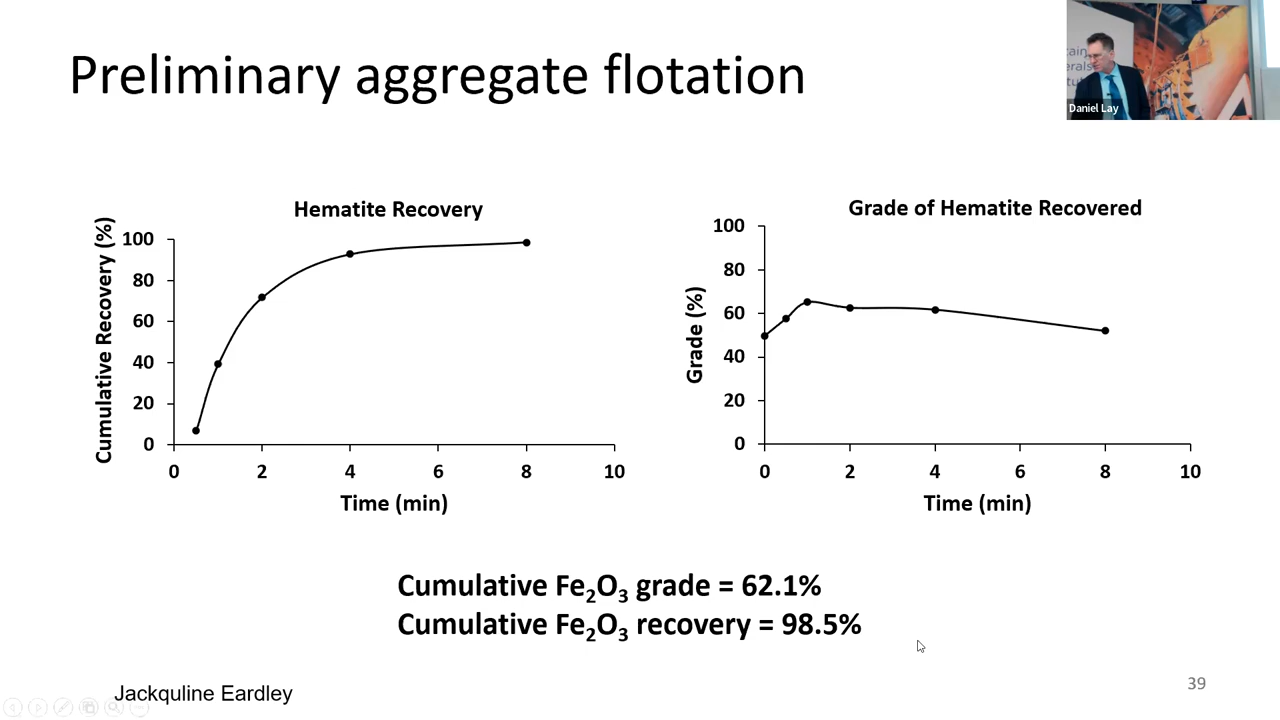 Preliminary aggregate flotation
Daniel Lay
Hematite Recovery
Cumulative Recovery (%)
100
80
60
40
20
0
0 2 4 6 8 10
Time (min)
Grade of Hematite Recovered
Grade (%)
100
80
60
40
20
0
0 2 4 6 8 10
Time (min)
Cumulative Fe₂O₃ grade = 62.1%
Cumulative Fe₂O₃ recovery = 98.5%
Jackquline Eardley
39